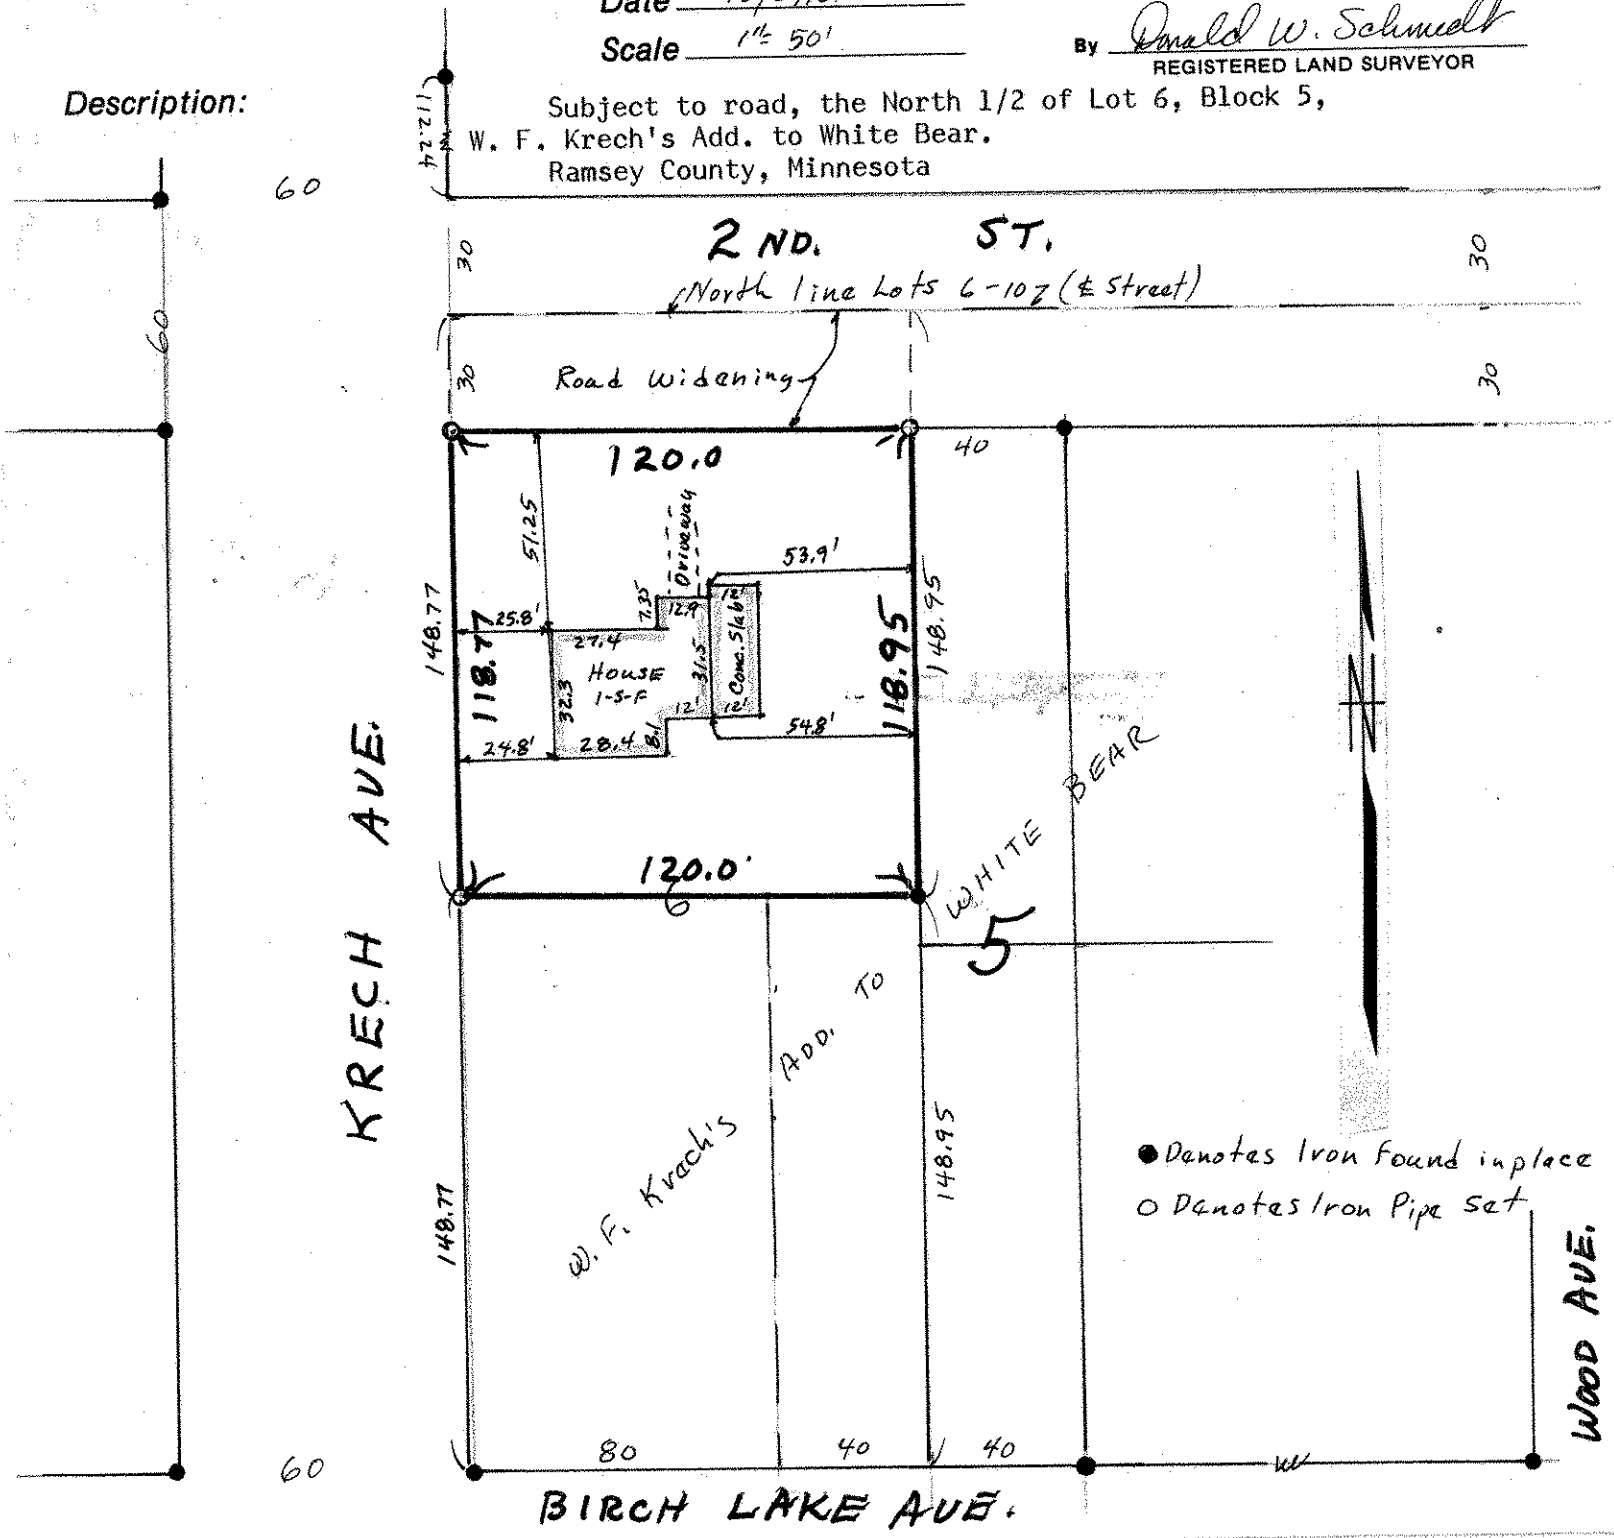 Date
Scale 1"= 50'
By Donald W. Schmidt
REGISTERED LAND SURVEYOR
Description:
Subject to road, the North 1/2 of Lot 6, Block 5,
W. F. Krech's Add. to White Bear.
Ramsey County, Minnesota
112.24
60
2 ND. ST.
30
30
North line Lots 6-10 (℄ Street)
60
30
Road Widening
30
120.0
40
51.25
Driveway
53.9'
148.77
118.77
25.8'
7.35
12.9
12'
27.4
HOUSE
1-S-F
32.3
31.5
Conc. Slab
118.95
148.95
12'
12'
24.8'
28.4
8.1
54.8'
KRECH AVE.
120.0'
6
5
W. F. Krech's ADD. TO WHITE BEAR
N
148.77
148.95
● Denotes Iron found inplace
○ Denotes Iron Pipe set
WOOD AVE.
60
80
40
40
BIRCH LAKE AVE.